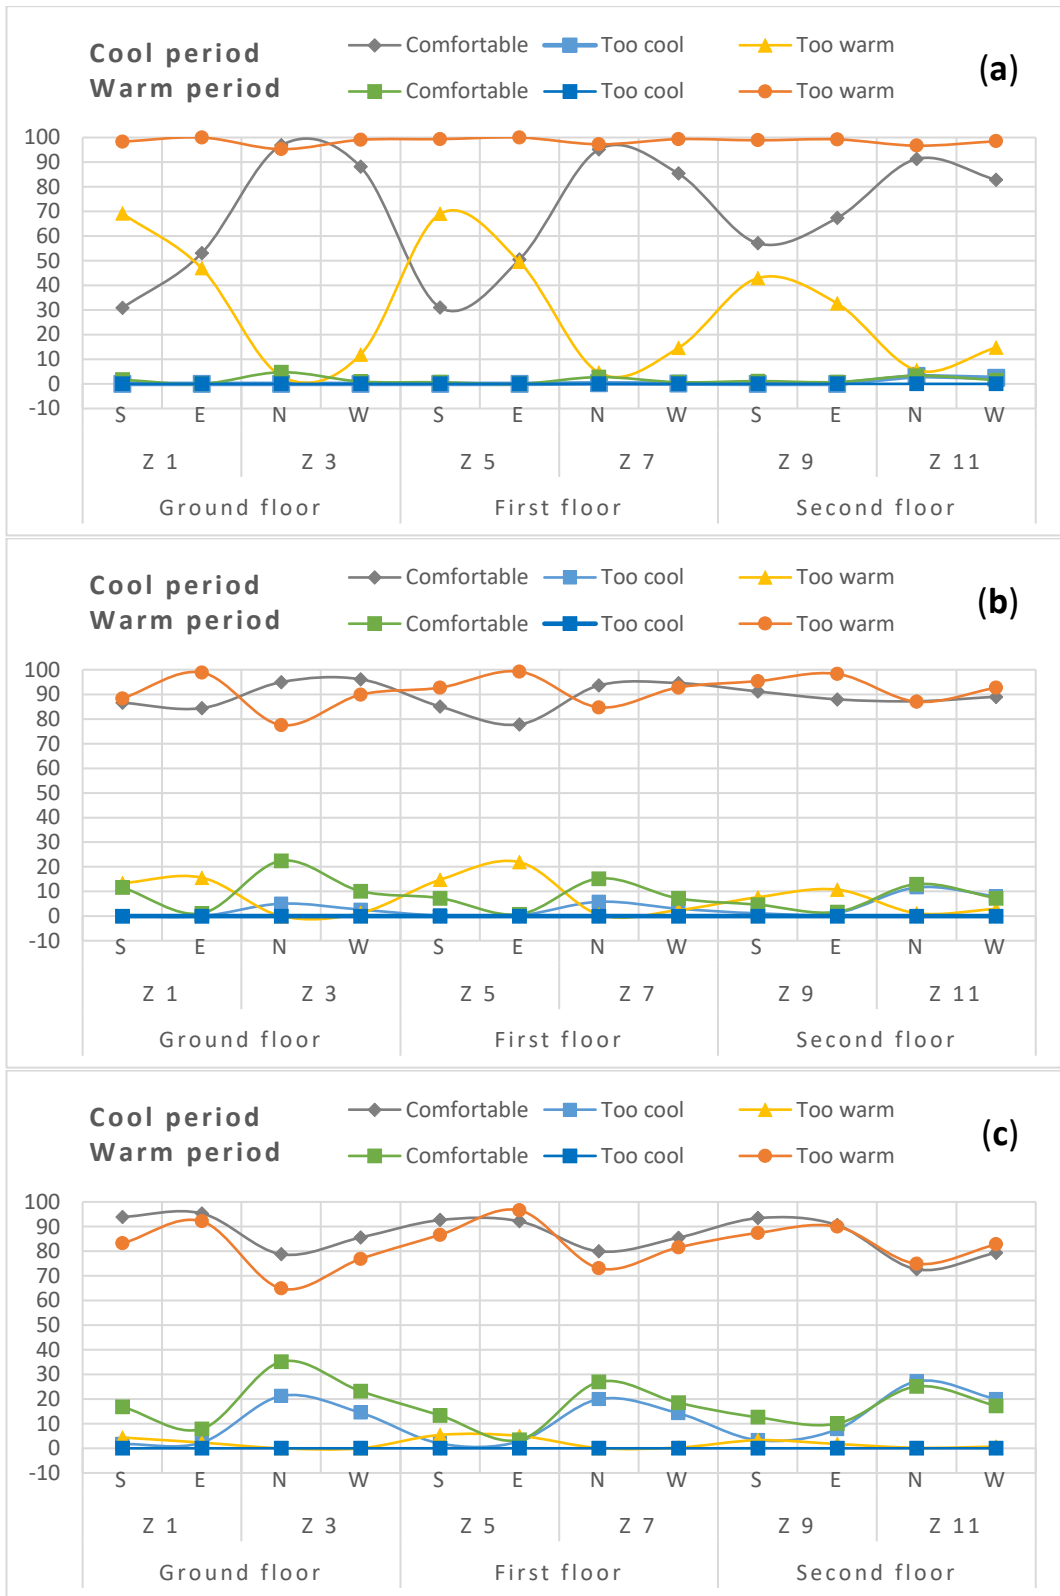 Cool period Comfortable Too cool Too warm (a)
Warm period Comfortable Too cool Too warm
100
90
80
70
60
50
40
30
20
10
0
-10
S E N W S E N W S E N W
Z 1 Z 3 Z 5 Z 7 Z 9 Z 11
Ground floor First floor Second floor
Cool period Comfortable Too cool Too warm (b)
Warm period Comfortable Too cool Too warm
100
90
80
70
60
50
40
30
20
10
0
-10
S E N W S E N W S E N W
Z 1 Z 3 Z 5 Z 7 Z 9 Z 11
Ground floor First floor Second floor
Cool period Comfortable Too cool Too warm (c)
Warm period Comfortable Too cool Too warm
100
90
80
70
60
50
40
30
20
10
0
-10
S E N W S E N W S E N W
Z 1 Z 3 Z 5 Z 7 Z 9 Z 11
Ground floor First floor Second floor